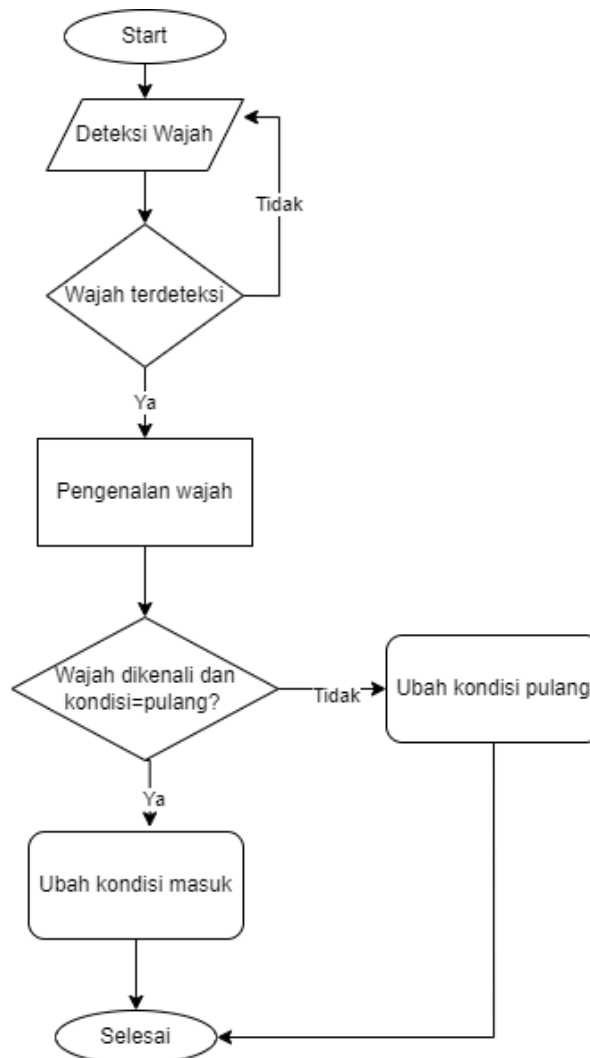 Start
Deteksi Wajah
Tidak
Wajah terdeteksi
Ya
Pengenalan wajah
Wajah dikenali dan
kondisi=pulang?
Tidak
Ubah kondisi pulang
Ya
Ubah kondisi masuk
Selesai